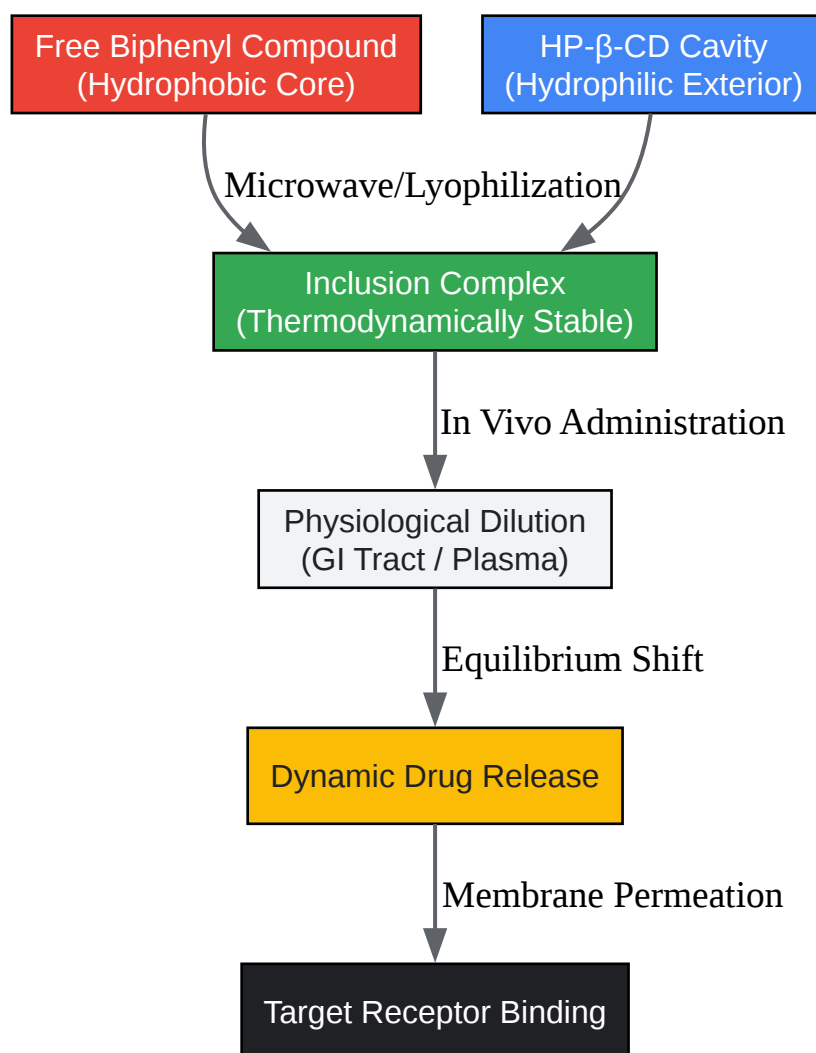 Free Biphenyl Compound
(Hydrophobic Core)
HP-β-CD Cavity
(Hydrophilic Exterior)
Microwave/Lyophilization
Inclusion Complex
(Thermodynamically Stable)
In Vivo Administration
Physiological Dilution
(GI Tract / Plasma)
Equilibrium Shift
Dynamic Drug Release
Membrane Permeation
Target Receptor Binding